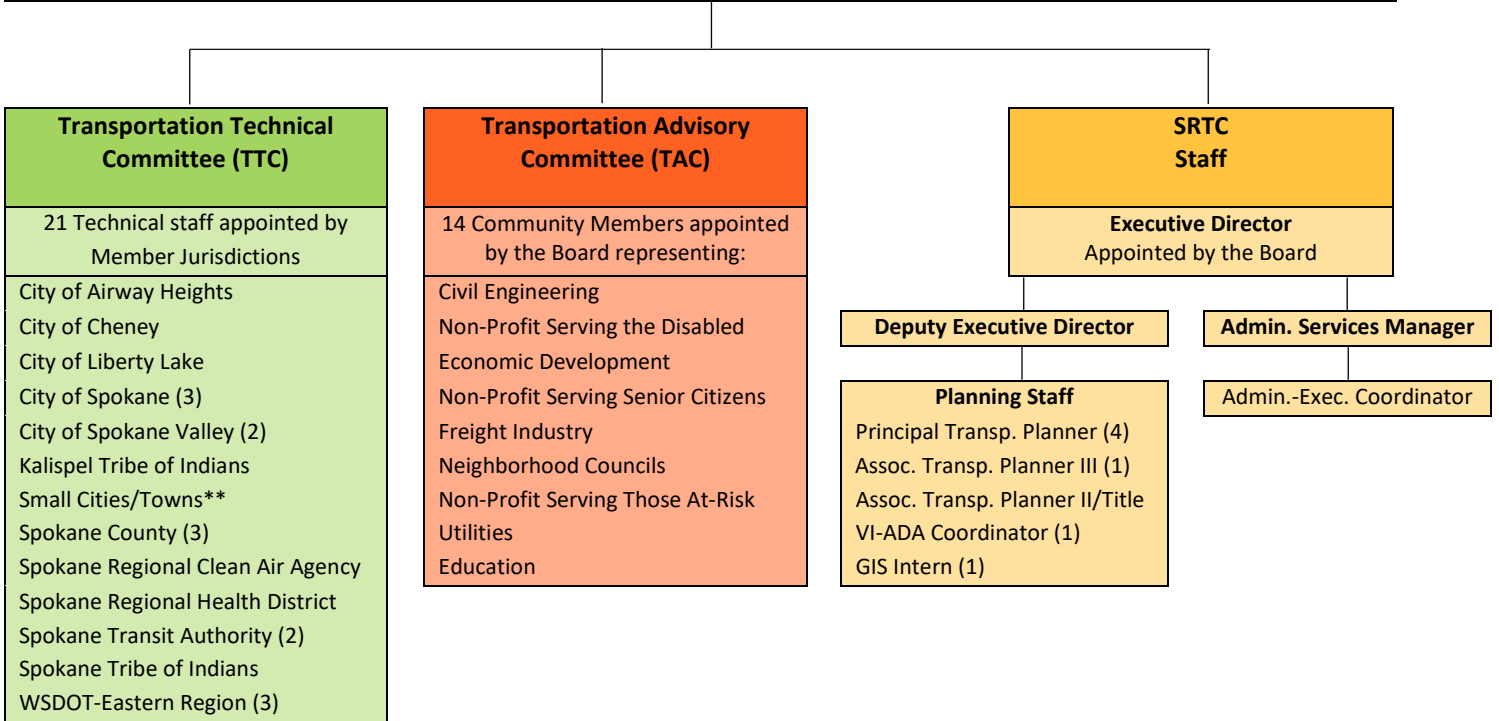 Transportation Technical
Committee (TTC)
21 Technical staff appointed by
Member Jurisdictions
City of Airway Heights
City of Cheney
City of Liberty Lake
City of Spokane (3)
City of Spokane Valley (2)
Kalispel Tribe of Indians
Small Cities/Towns**
Spokane County (3)
Spokane Regional Clean Air Agency
Spokane Regional Health District
Spokane Transit Authority (2)
Spokane Tribe of Indians
WSDOT-Eastern Region (3)
Transportation Advisory
Committee (TAC)
14 Community Members appointed
by the Board representing:
Civil Engineering
Non-Profit Serving the Disabled
Economic Development
Non-Profit Serving Senior Citizens
Freight Industry
Neighborhood Councils
Non-Profit Serving Those At-Risk
Utilities
Education
SRTC
Staff
Executive Director
Appointed by the Board
Deputy Executive Director
Planning Staff
Principal Transp. Planner (4)
Assoc. Transp. Planner III (1)
Assoc. Transp. Planner II/Title
VI-ADA Coordinator (1)
GIS Intern (1)
Admin. Services Manager
Admin.-Exec. Coordinator